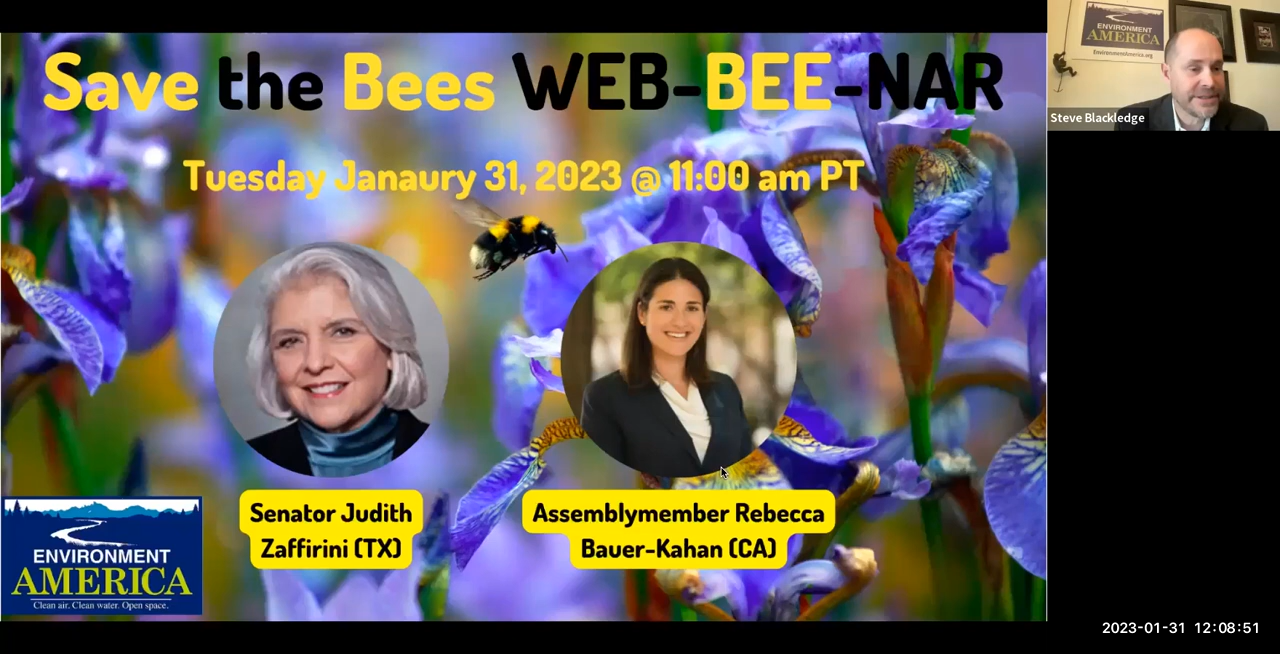 Save the Bees WEB-BEE-NAR
Tuesday Janaury 31, 2023 @ 11:00 am PT
Senator Judith
Zaffirini (TX)
Assemblymember Rebecca
Bauer-Kahan (CA)
ENVIRONMENT
AMERICA
Clean air. Clean water. Open space.
ENVIRONMENT
AMERICA
EnvironmentAmerica.org
Steve Blackledge
2023-01-31 12:08:51